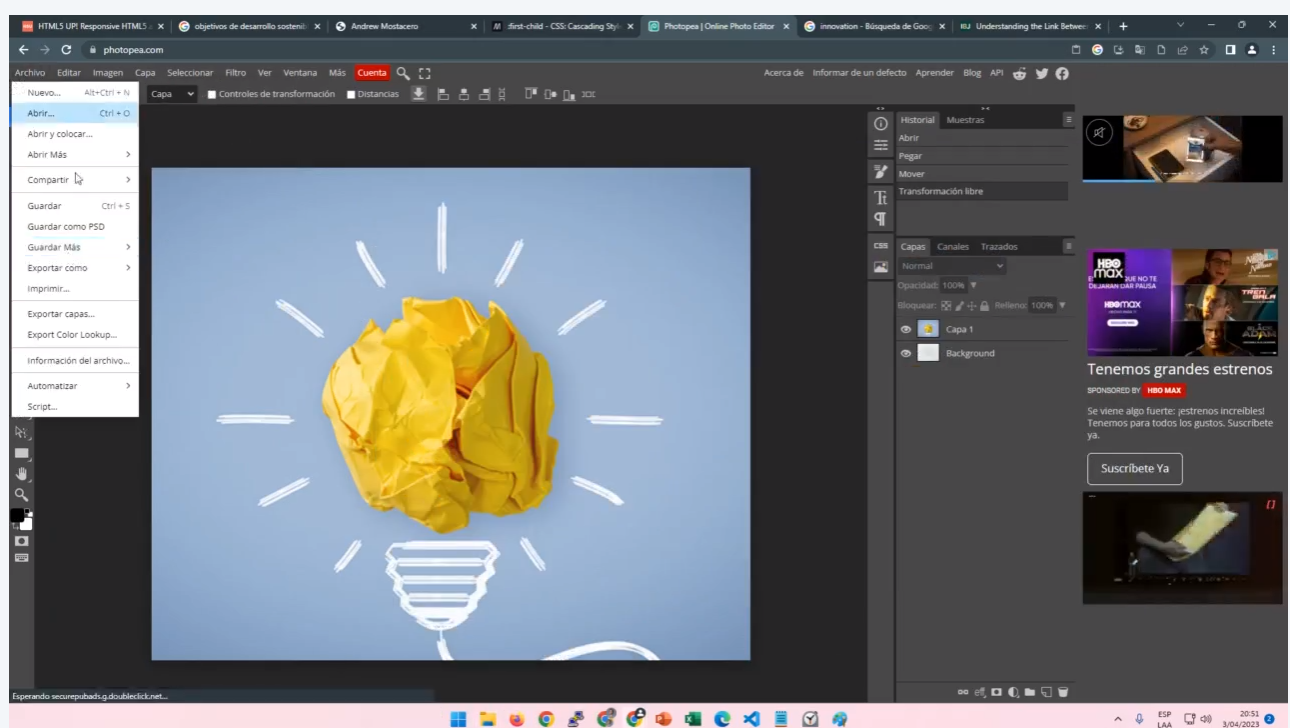 HTML5 UP! Responsive HTML5
objetivos de desarrollo sostenib
Andrew Mostacero
:first-child - CSS: Cascading Style
Photopea | Online Photo Editor
innovation - Búsqueda de Goog
Understanding the Link Betwee
photopea.com
Archivo Editar Imagen Capa Seleccionar Filtro Ver Ventana Más Cuenta
Acerca de Informar de un defecto Aprender Blog API
Capa Controles de transformación Distancias
Nuevo... Alt+Ctrl + N
Abrir... Ctrl + O
Abrir y colocar...
Abrir Más
Compartir
Guardar Ctrl + S
Guardar como PSD
Guardar Más
Exportar como
Imprimir...
Exportar capas...
Export Color Lookup...
Información del archivo...
Automatizar
Script...
Historial Muestras
Abrir
Pegar
Mover
Transformación libre
CSS
Capas Canales Trazados
Normal
Opacidad: 100%
Bloquear: Relleno: 100%
Capa 1
Background
HBO max
QUE NO TE
DEJARÁN DAR PAUSA
HBOMAX
TREN BALA
BLACK ADAM
Tenemos grandes estrenos
SPONSORED BY HBO MAX
Se viene algo fuerte: ¡estrenos increíbles!
Tenemos para todos los gustos. Suscríbete
ya.
Suscríbete Ya
Esperando securepubads.g.doubleclick.net...
ESP
LAA
20:51
3/04/2023
2